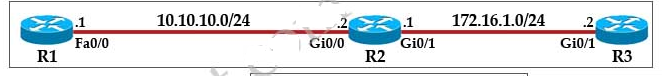 .1 10.10.10.0/24 .2 .1 172.16.1.0/24 .2
Fa0/0 Gi0/0 Gi0/1 Gi0/1
R1 R2 R3